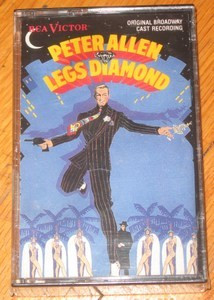 RCA VICTOR
ORIGINAL BROADWAY
CAST RECORDING
PETER ALLEN
LEGS DIAMOND